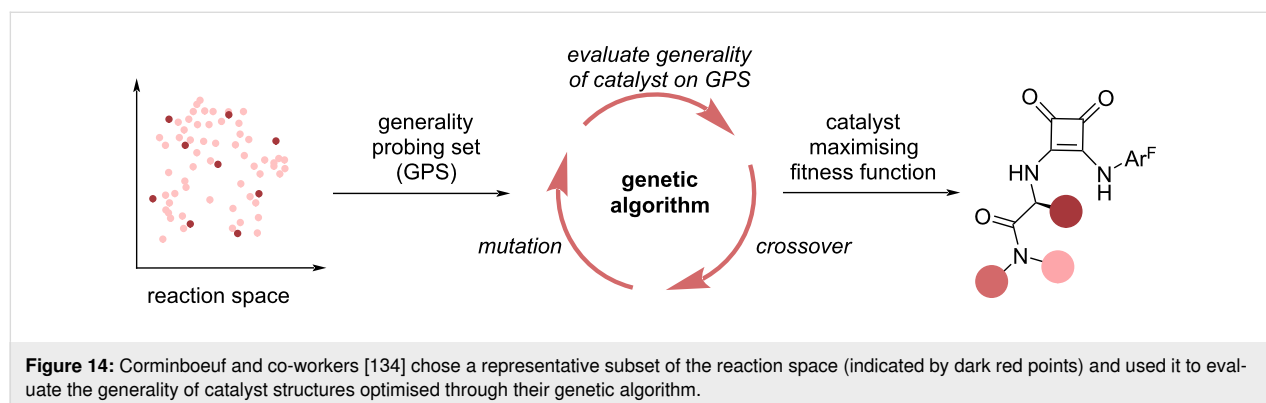 evaluate generality
of catalyst on GPS
generality
probing set
(GPS)
catalyst
maximising
fitness function
genetic
algorithm
mutation
crossover
reaction space
O
O
HN
N
H
ArF
O
N
Figure 14: Corminboeuf and co-workers [134] chose a representative subset of the reaction space (indicated by dark red points) and used it to eval-
uate the generality of catalyst structures optimised through their genetic algorithm.